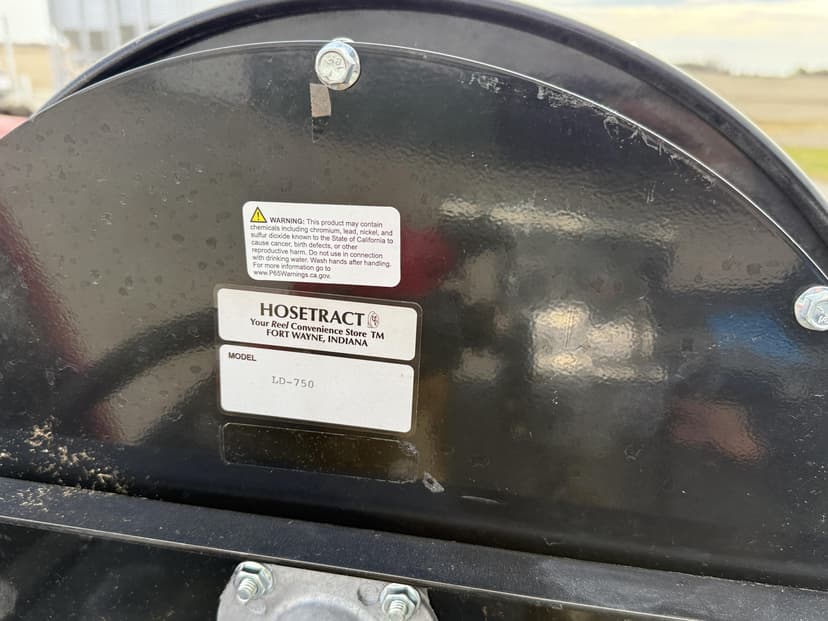 WARNING: This product may contain
chemicals including chromium, lead, nickel, and
sulfur dioxide known to the State of California to
cause cancer, birth defects, or other
reproductive harm. Do not use in connection
with drinking water. Wash hands after handling.
For more information go to
www.P65Warnings.ca.gov.
HOSETRACT
Your Reel Convenience Store TM
FORT WAYNE, INDIANA
MODEL
LD-750